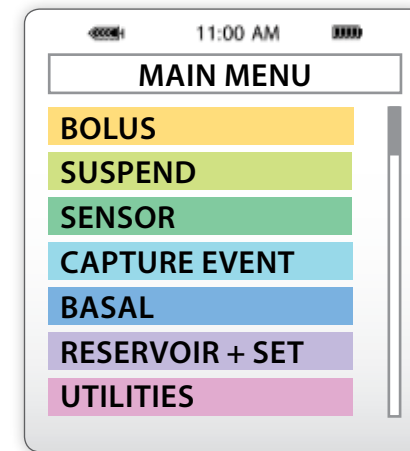 11:00 AM
MAIN MENU
BOLUS
SUSPEND
SENSOR
CAPTURE EVENT
BASAL
RESERVOIR + SET
UTILITIES